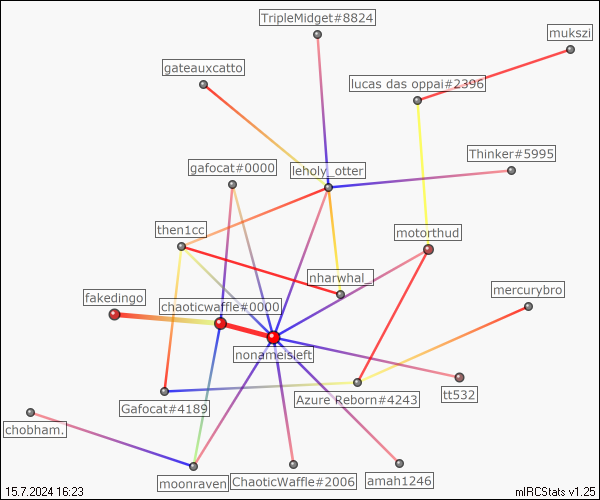 TripleMidget#8824
mukszi
gateauxcatto
lucas das oppai#2396
Thinker#5995
gafocat#0000
leholy_otter
then1cc
motorthud
nharwhal_
mercurybro
fakedingo
chaoticwaffle#0000
nonameisleft
Azure Reborn#4243
tt532
Gafocat#4189
chobham.
moonraven
ChaoticWaffle#2006
amah1246
15.7.2024 16:23
mIRCStats v1.25